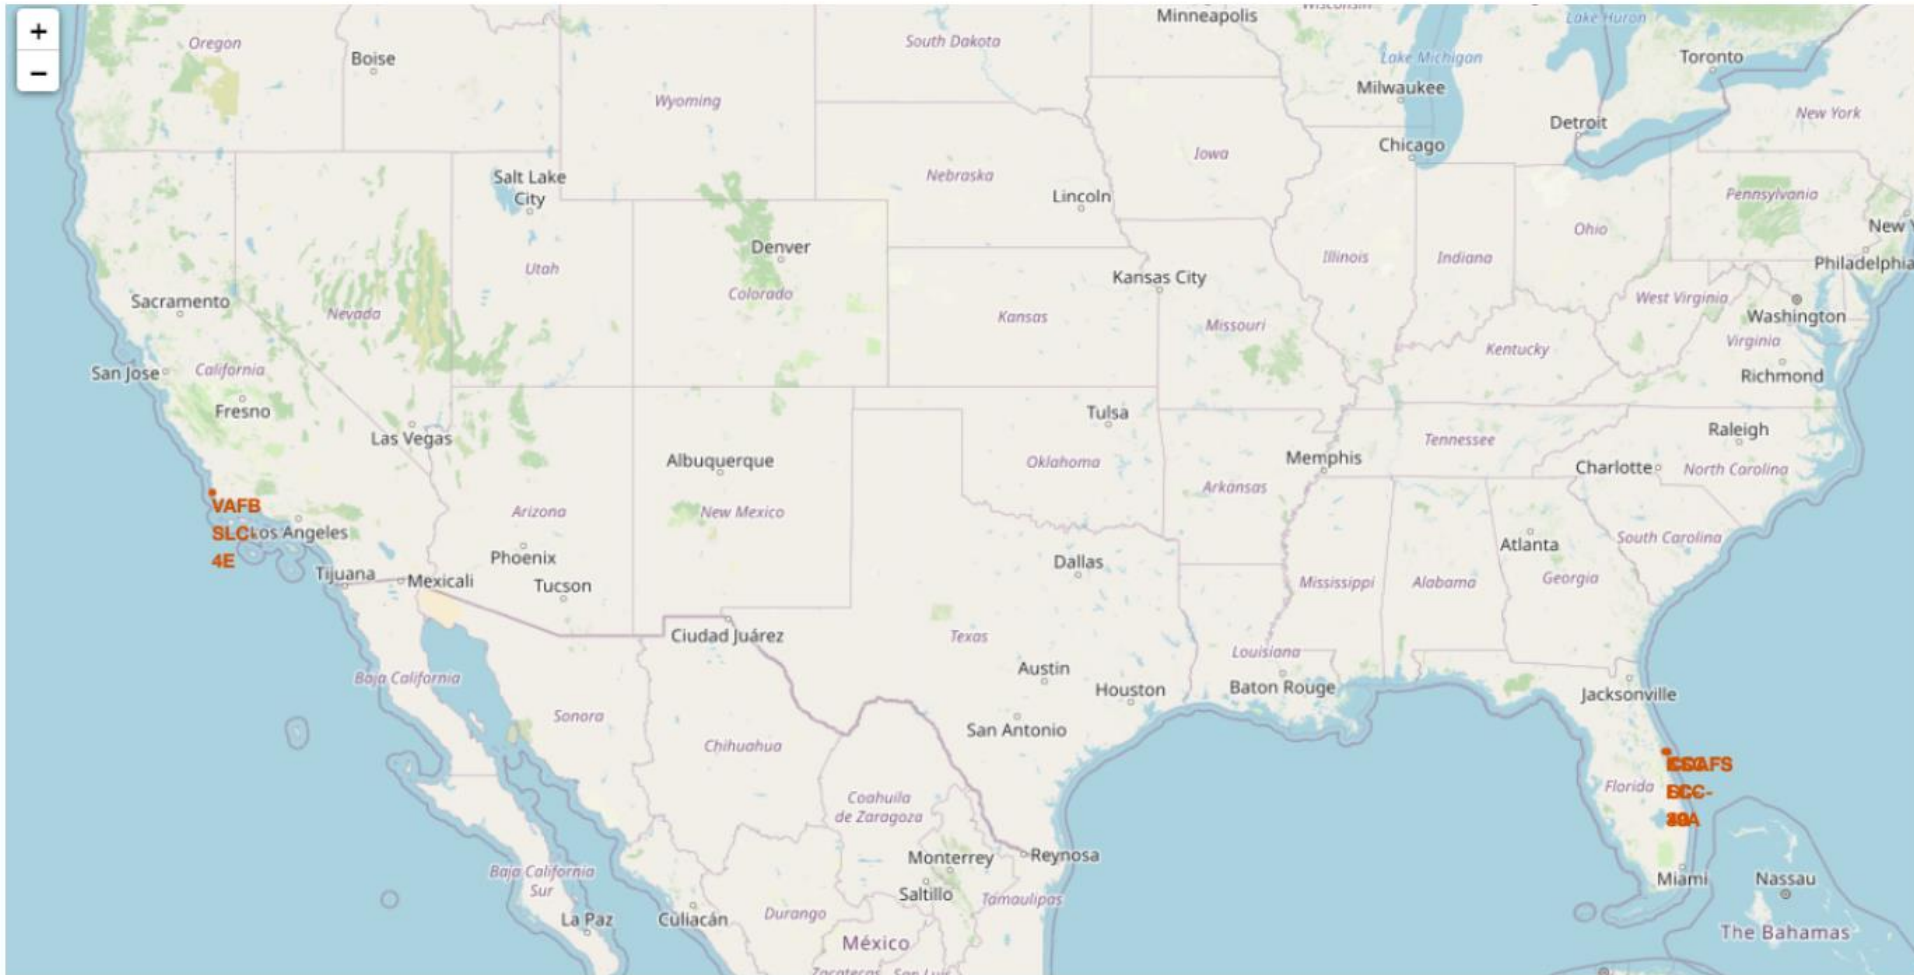 +
−
Oregon
Boise
Wyoming
South Dakota
Minneapolis
Lake Michigan
Milwaukee
Lake Huron
Toronto
Detroit
Chicago
New York
Salt Lake
City
Nebraska
Iowa
Lincoln
Pennsylvania
Ohio
New Y
Denver
Utah
Colorado
Kansas City
Illinois
Indiana
Philadelphia
Sacramento
Nevada
Kansas
Missouri
West Virginia
Washington
Virginia
San Jose
California
Kentucky
Richmond
Fresno
Las Vegas
Tulsa
Albuquerque
Oklahoma
Memphis
Tennessee
Raleigh
Charlotte
North Carolina
Arkansas
VAFB
SLC-
4E
Los Angeles
Arizona
New Mexico
Phoenix
Tucson
Dallas
Atlanta
South Carolina
Tijuana
Mexicali
Mississippi
Alabama
Georgia
Ciudad Juárez
Texas
Louisiana
Baja California
Austin
Houston
Baton Rouge
Jacksonville
Sonora
San Antonio
Chihuahua
Florida
Coahuila
de Zaragoza
Monterrey
Reynosa
Saltillo
Tamaulipas
Baja California
Sur
La Paz
Culiacán
Durango
México
Zacatecas
San Luis
Miami
Nassau
The Bahamas